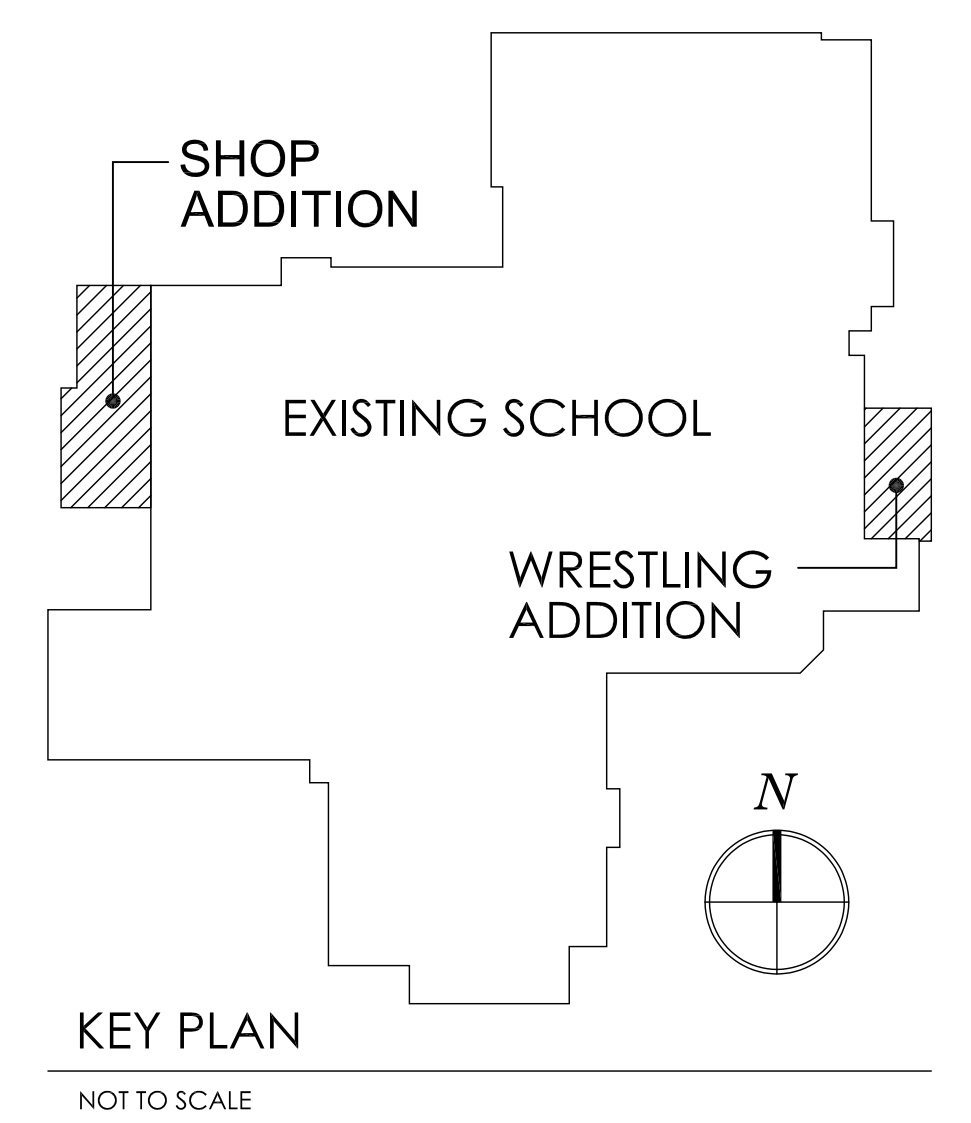 SHOP
ADDITION
EXISTING SCHOOL
WRESTLING
ADDITION
N
KEY PLAN
NOT TO SCALE